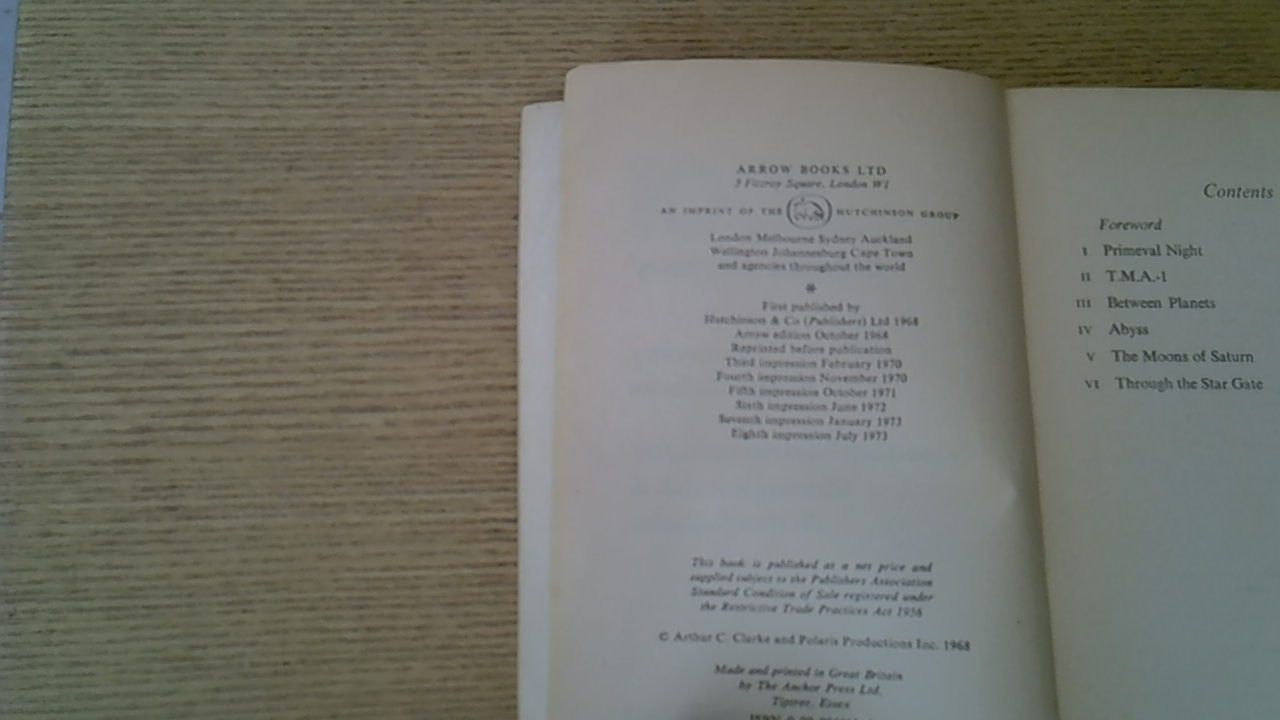 ARROW BOOKS LTD
3 Fitzroy Square, London W1
AN IMPRINT OF THE HUTCHINSON GROUP
London Melbourne Sydney Auckland
Wellington Johannesburg Cape Town
and agencies throughout the world
*
First published by
Hutchinson & Co (Publishers) Ltd 1968
Arrow edition October 1968
Reprinted before publication
Third impression February 1970
Fourth impression November 1970
Fifth impression October 1971
Sixth impression June 1972
Seventh impression January 1973
Eighth impression July 1973
This book is published at a net price and
supplied subject to the Publishers Association
Standard Condition of Sale registered under
the Restrictive Trade Practices Act 1956
© Arthur C. Clarke and Polaris Productions Inc. 1968
Made and printed in Great Britain
by The Anchor Press Ltd.
Tiptree, Essex
ISBN
Contents
Foreword
I Primeval Night
II T.M.A.-1
III Between Planets
IV Abyss
V The Moons of Saturn
VI Through the Star Gate